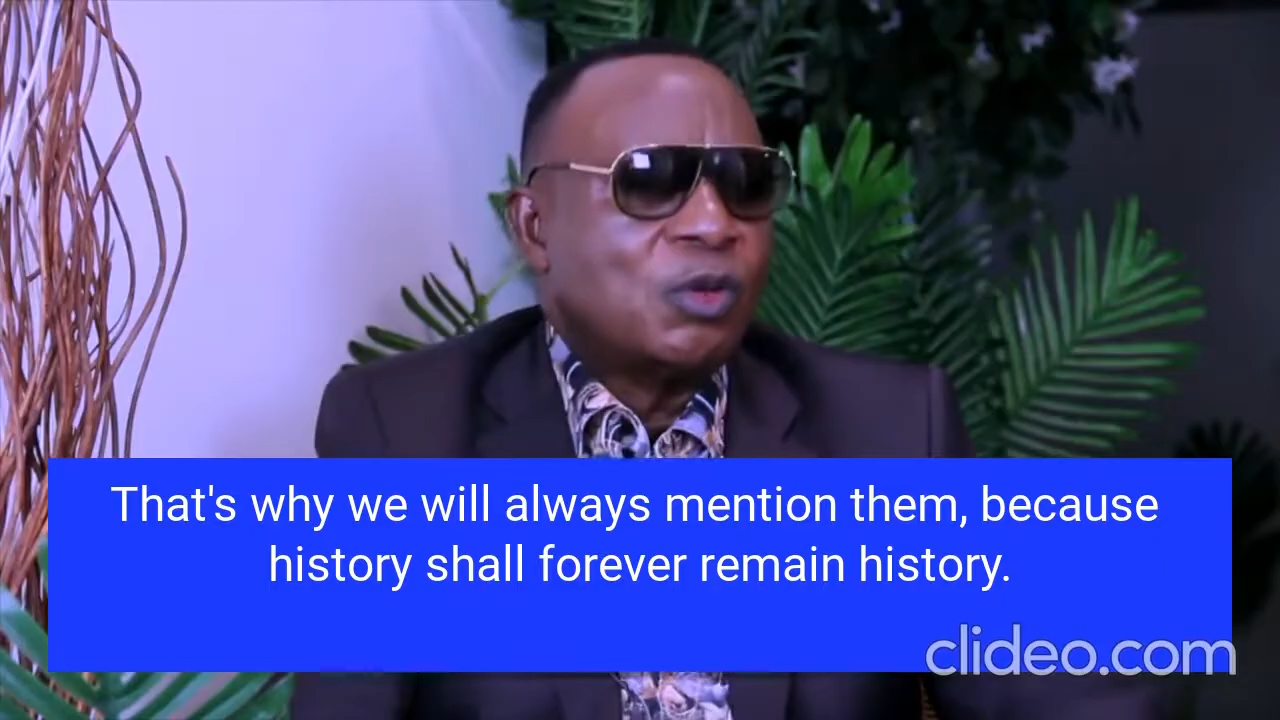 That's why we will always mention them, because
history shall forever remain history.
clideo.com